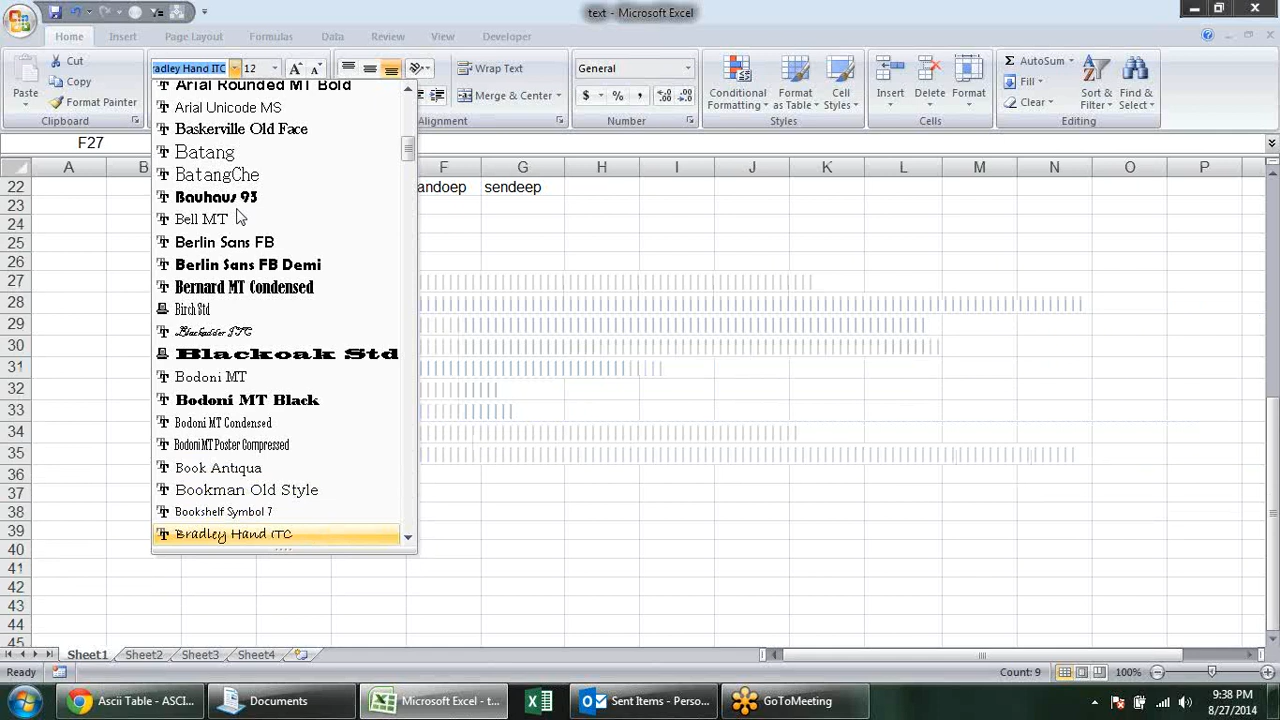 text - Microsoft Excel
Home Insert Page Layout Formulas Data Review View Developer
Paste
Cut
Copy
Format Painter
Clipboard
adley Hand ITC 12
Wrap Text
Merge & Center
Alignment
General
$ % , .00
Number
Conditional Formatting
Format as Table
Cell Styles
Styles
Insert
Delete
Format
Cells
AutoSum
Fill
Clear
Sort & Filter
Find & Select
Editing
F27
A B F G H I J K L M N O P
Arial Rounded MT Bold
Arial Unicode MS
Baskerville Old Face
Batang
BatangChe
Bauhaus 93
Bell MT
Berlin Sans FB
Berlin Sans FB Demi
Bernard MT Condensed
Birch Std
Blackadder ITC
Blackoak Std
Bodoni MT
Bodoni MT Black
Bodoni MT Condensed
Bodoni MT Poster Compressed
Book Antiqua
Bookman Old Style
Bookshelf Symbol 7
Bradley Hand ITC
22 andoep sendeep
23
24
25
26
27
28
29
30
31
32
33
34
35
36
37
38
39
40
41
42
43
44
45
Sheet1 Sheet2 Sheet3 Sheet4
Ready Count: 9 100%
Ascii Table - ASCI... Documents Microsoft Excel - t... Sent Items - Perso... GoToMeeting
9:38 PM
8/27/2014